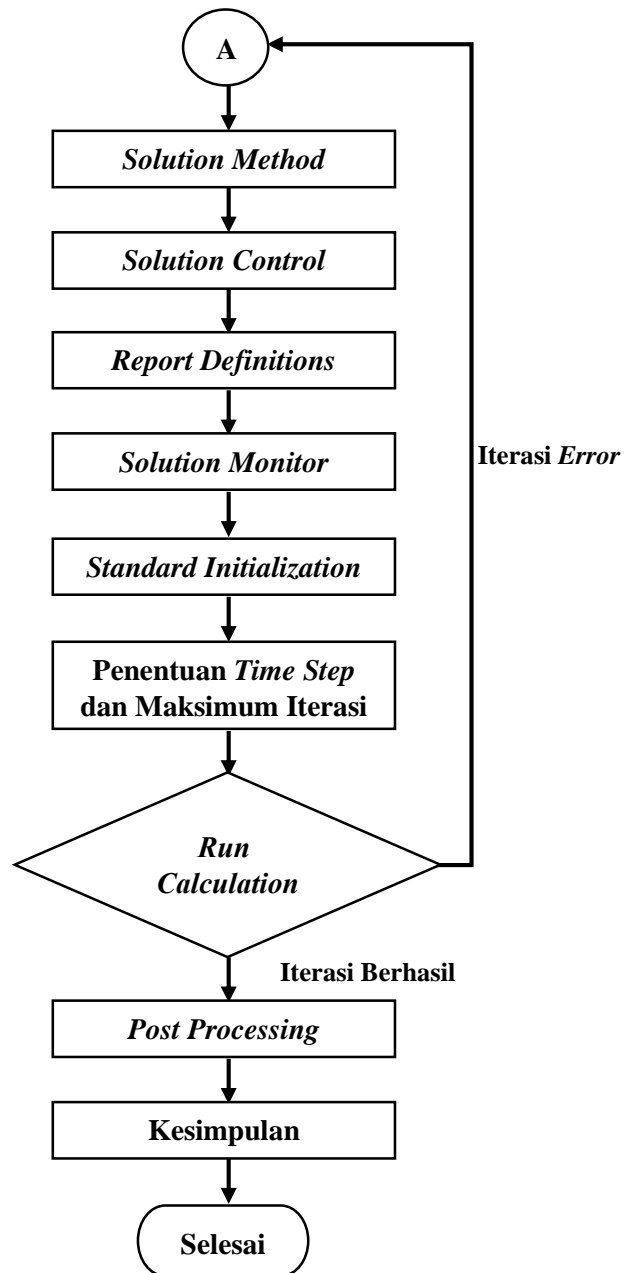 A
Solution Method
Solution Control
Report Definitions
Solution Monitor
Iterasi Error
Standard Initialization
Penentuan Time Step
dan Maksimum Iterasi
Run
Calculation
Iterasi Berhasil
Post Processing
Kesimpulan
Selesai